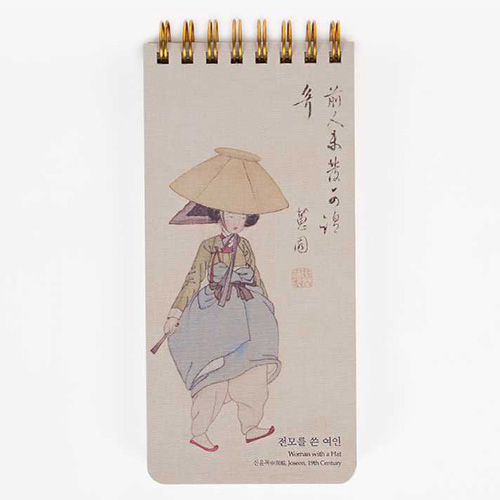 前人未發可謂
奇
蕙園
전모를 쓴 여인
Woman with a Hat
신윤복申潤福, Joseon, 19th Century